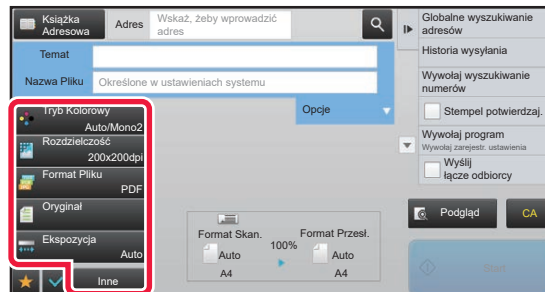 Książka
Adresowa
Adres
Wskaż, żeby wprowadzić
adres
Temat
Nazwa Pliku
Określone w ustawieniach systemu
Opcje
Tryb Kolorowy
Auto/Mono2
Rozdzielczość
200x200dpi
Format Pliku
PDF
Oryginał
Ekspozycja
Auto
Inne
Format Skan.
Auto
A4
100%
Format Przesł.
Auto
A4
Globalne wyszukiwanie
adresów
Historia wysyłania
Wywołaj wyszukiwanie
numerów
Stempel potwierdzaj.
Wywołaj program
Wywołaj zarejestr. ustawienia
Wyślij
łącze odbiorcy
Podgląd
CA
Start